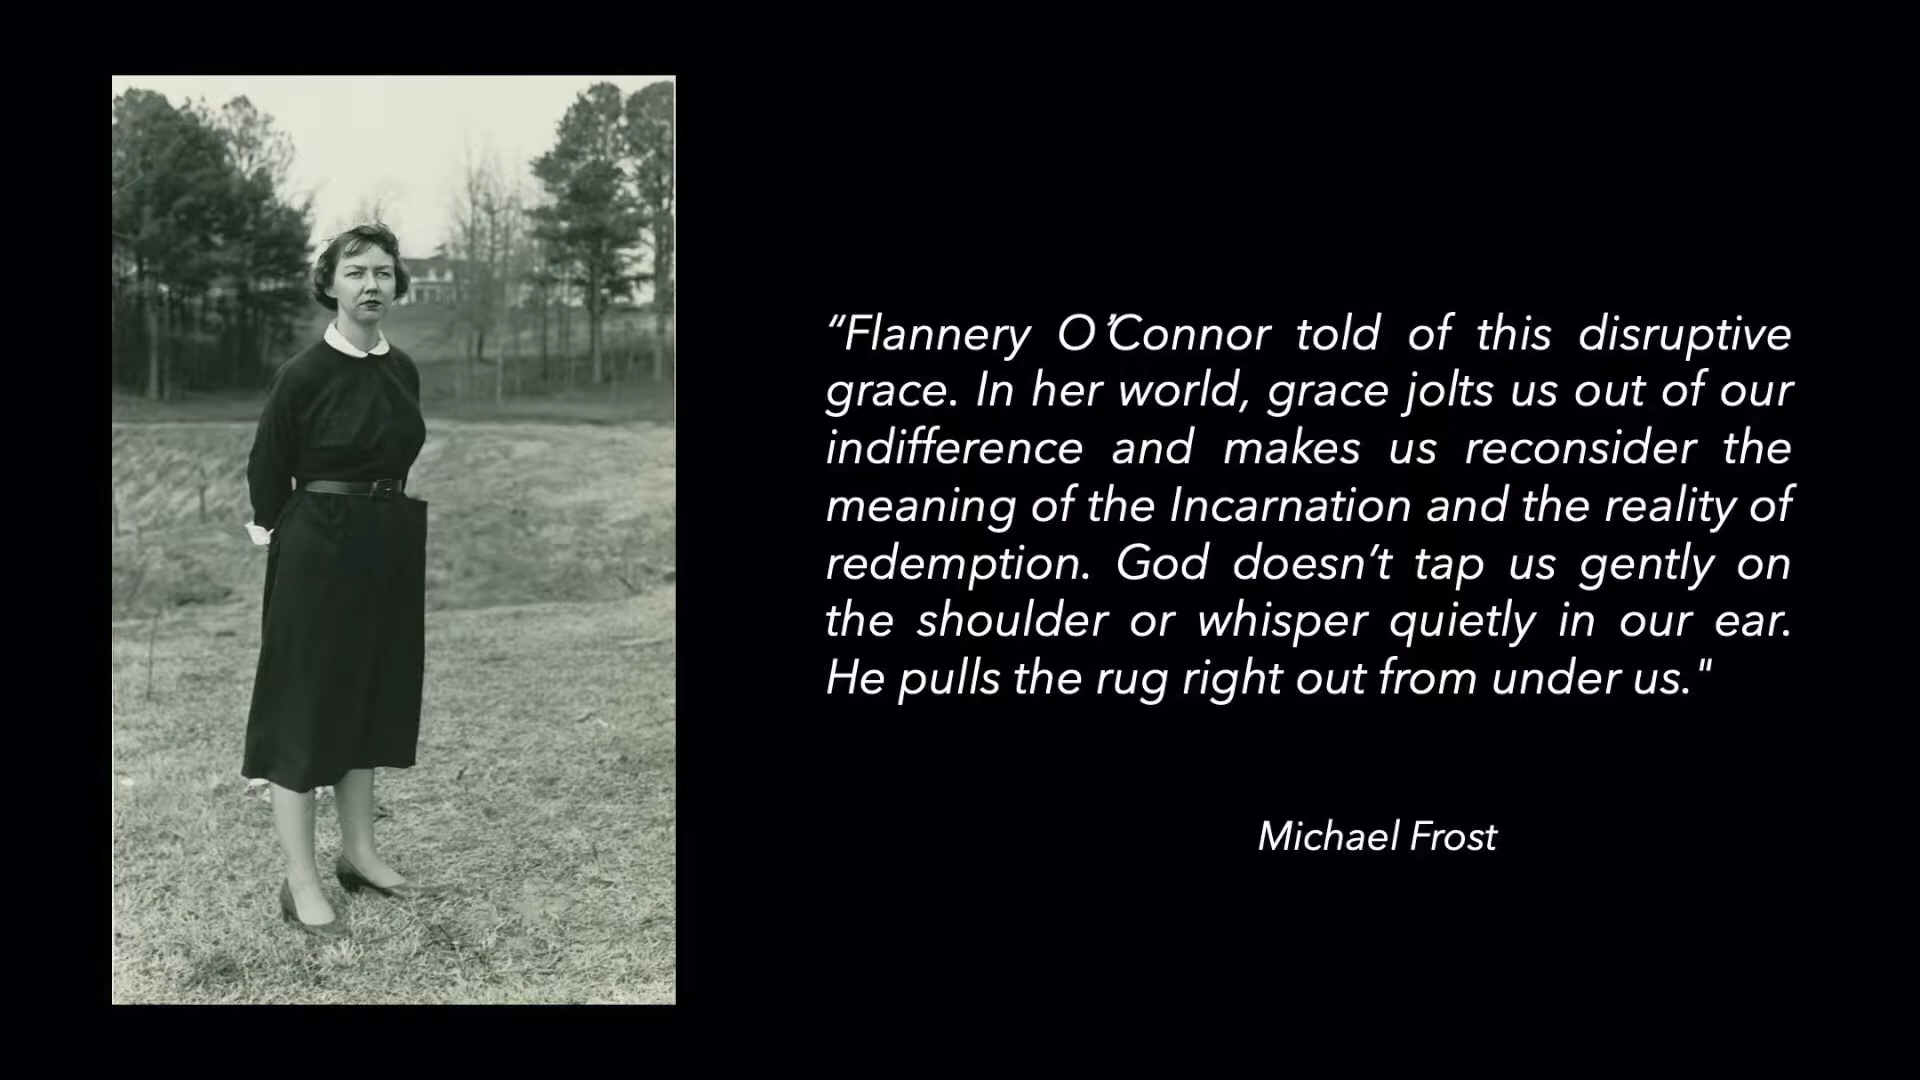 “Flannery O’Connor told of this disruptive
grace. In her world, grace jolts us out of our
indifference and makes us reconsider the
meaning of the Incarnation and the reality of
redemption. God doesn’t tap us gently on
the shoulder or whisper quietly in our ear.
He pulls the rug right out from under us."
Michael Frost